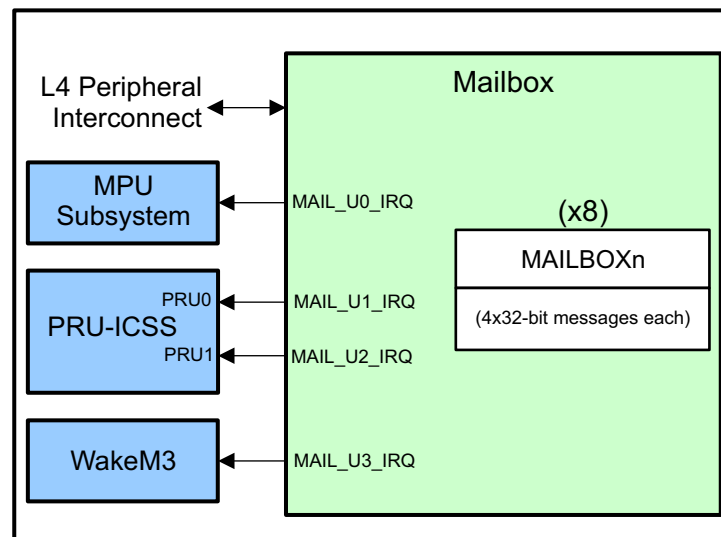 Mailbox
L4 Peripheral
Interconnect
MPU
Subsystem
MAIL_U0_IRQ
(x8)
MAILBOXn
(4x32-bit messages each)
PRU0
MAIL_U1_IRQ
PRU-ICSS
PRU1
MAIL_U2_IRQ
WakeM3
MAIL_U3_IRQ